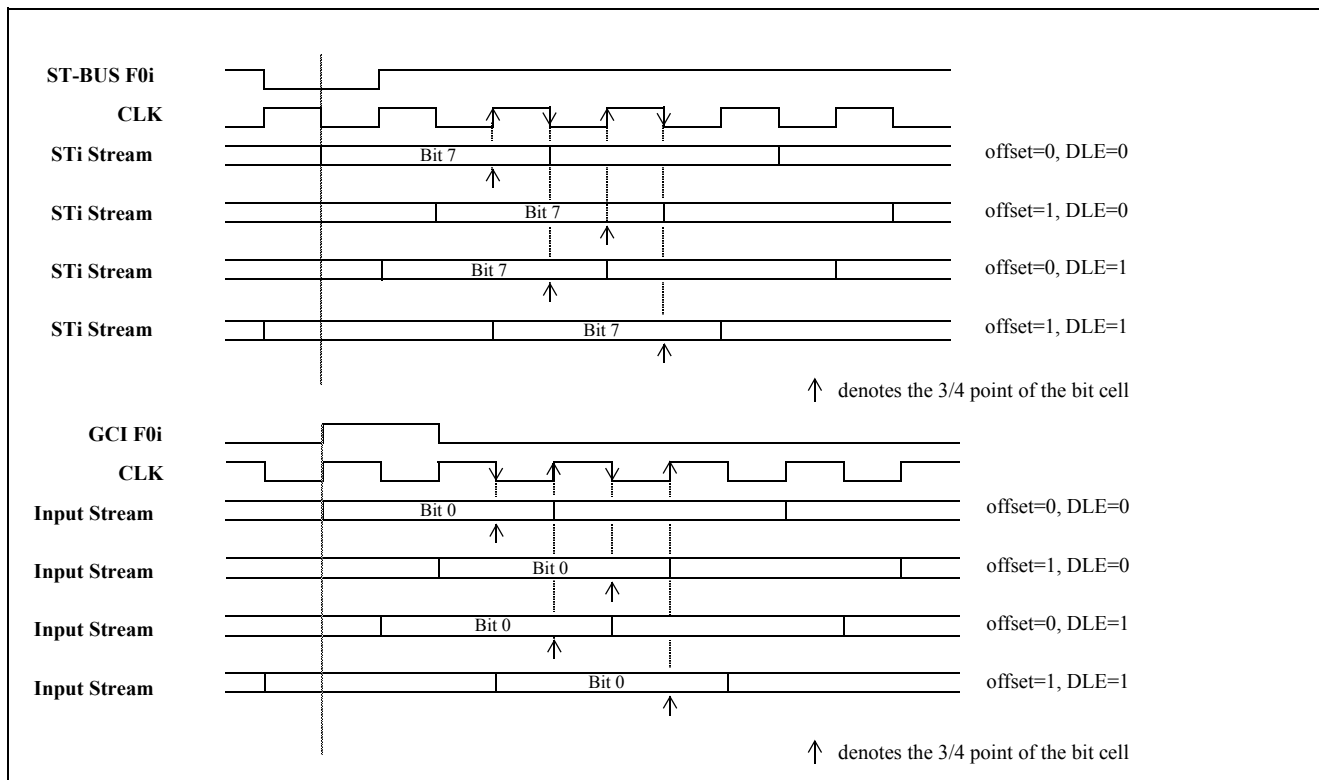 ST-BUS F0i
CLK
STi Stream Bit 7 offset=0, DLE=0
STi Stream Bit 7 offset=1, DLE=0
STi Stream Bit 7 offset=0, DLE=1
STi Stream Bit 7 offset=1, DLE=1
denotes the 3/4 point of the bit cell
GCI F0i
CLK
Input Stream Bit 0 offset=0, DLE=0
Input Stream Bit 0 offset=1, DLE=0
Input Stream Bit 0 offset=0, DLE=1
Input Stream Bit 0 offset=1, DLE=1
denotes the 3/4 point of the bit cell